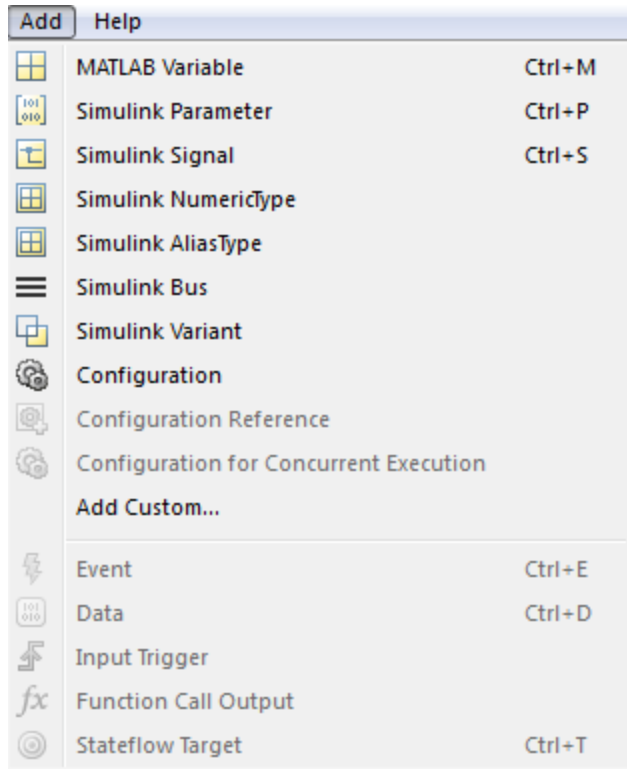 Add Help
MATLAB Variable Ctrl+M
Simulink Parameter Ctrl+P
Simulink Signal Ctrl+S
Simulink NumericType
Simulink AliasType
Simulink Bus
Simulink Variant
Configuration
Configuration Reference
Configuration for Concurrent Execution
Add Custom...
Event Ctrl+E
Data Ctrl+D
Input Trigger
fx Function Call Output
Stateflow Target Ctrl+T